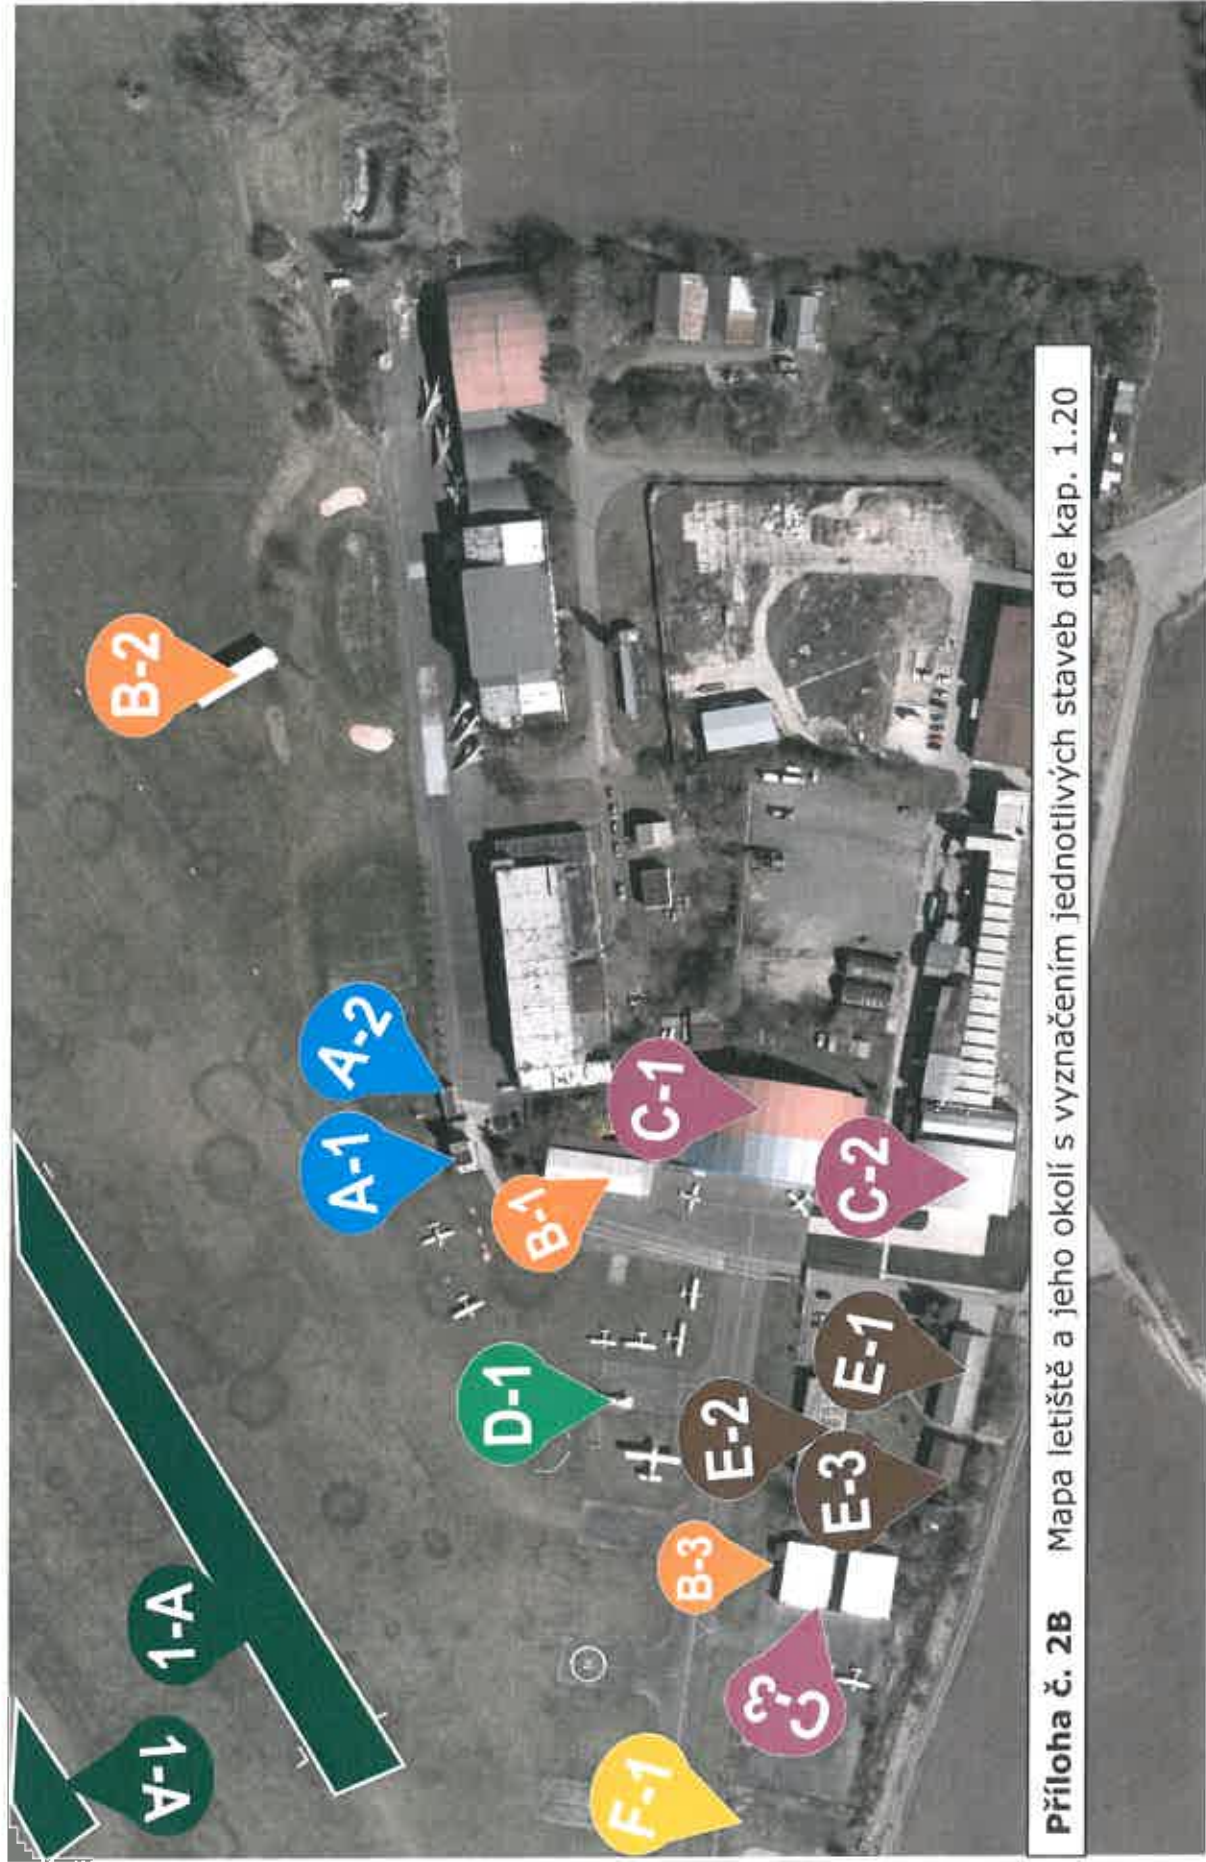 B-2
A-1
1-A
A-1
A-2
D-1
B-1
F-1
C-1
B-3
E-2
C-3
E-3
E-1
C-2
Příloha č. 2B Mapa letiště a jeho okolí s vyznačením jednotlivých staveb dle kap. 1.20